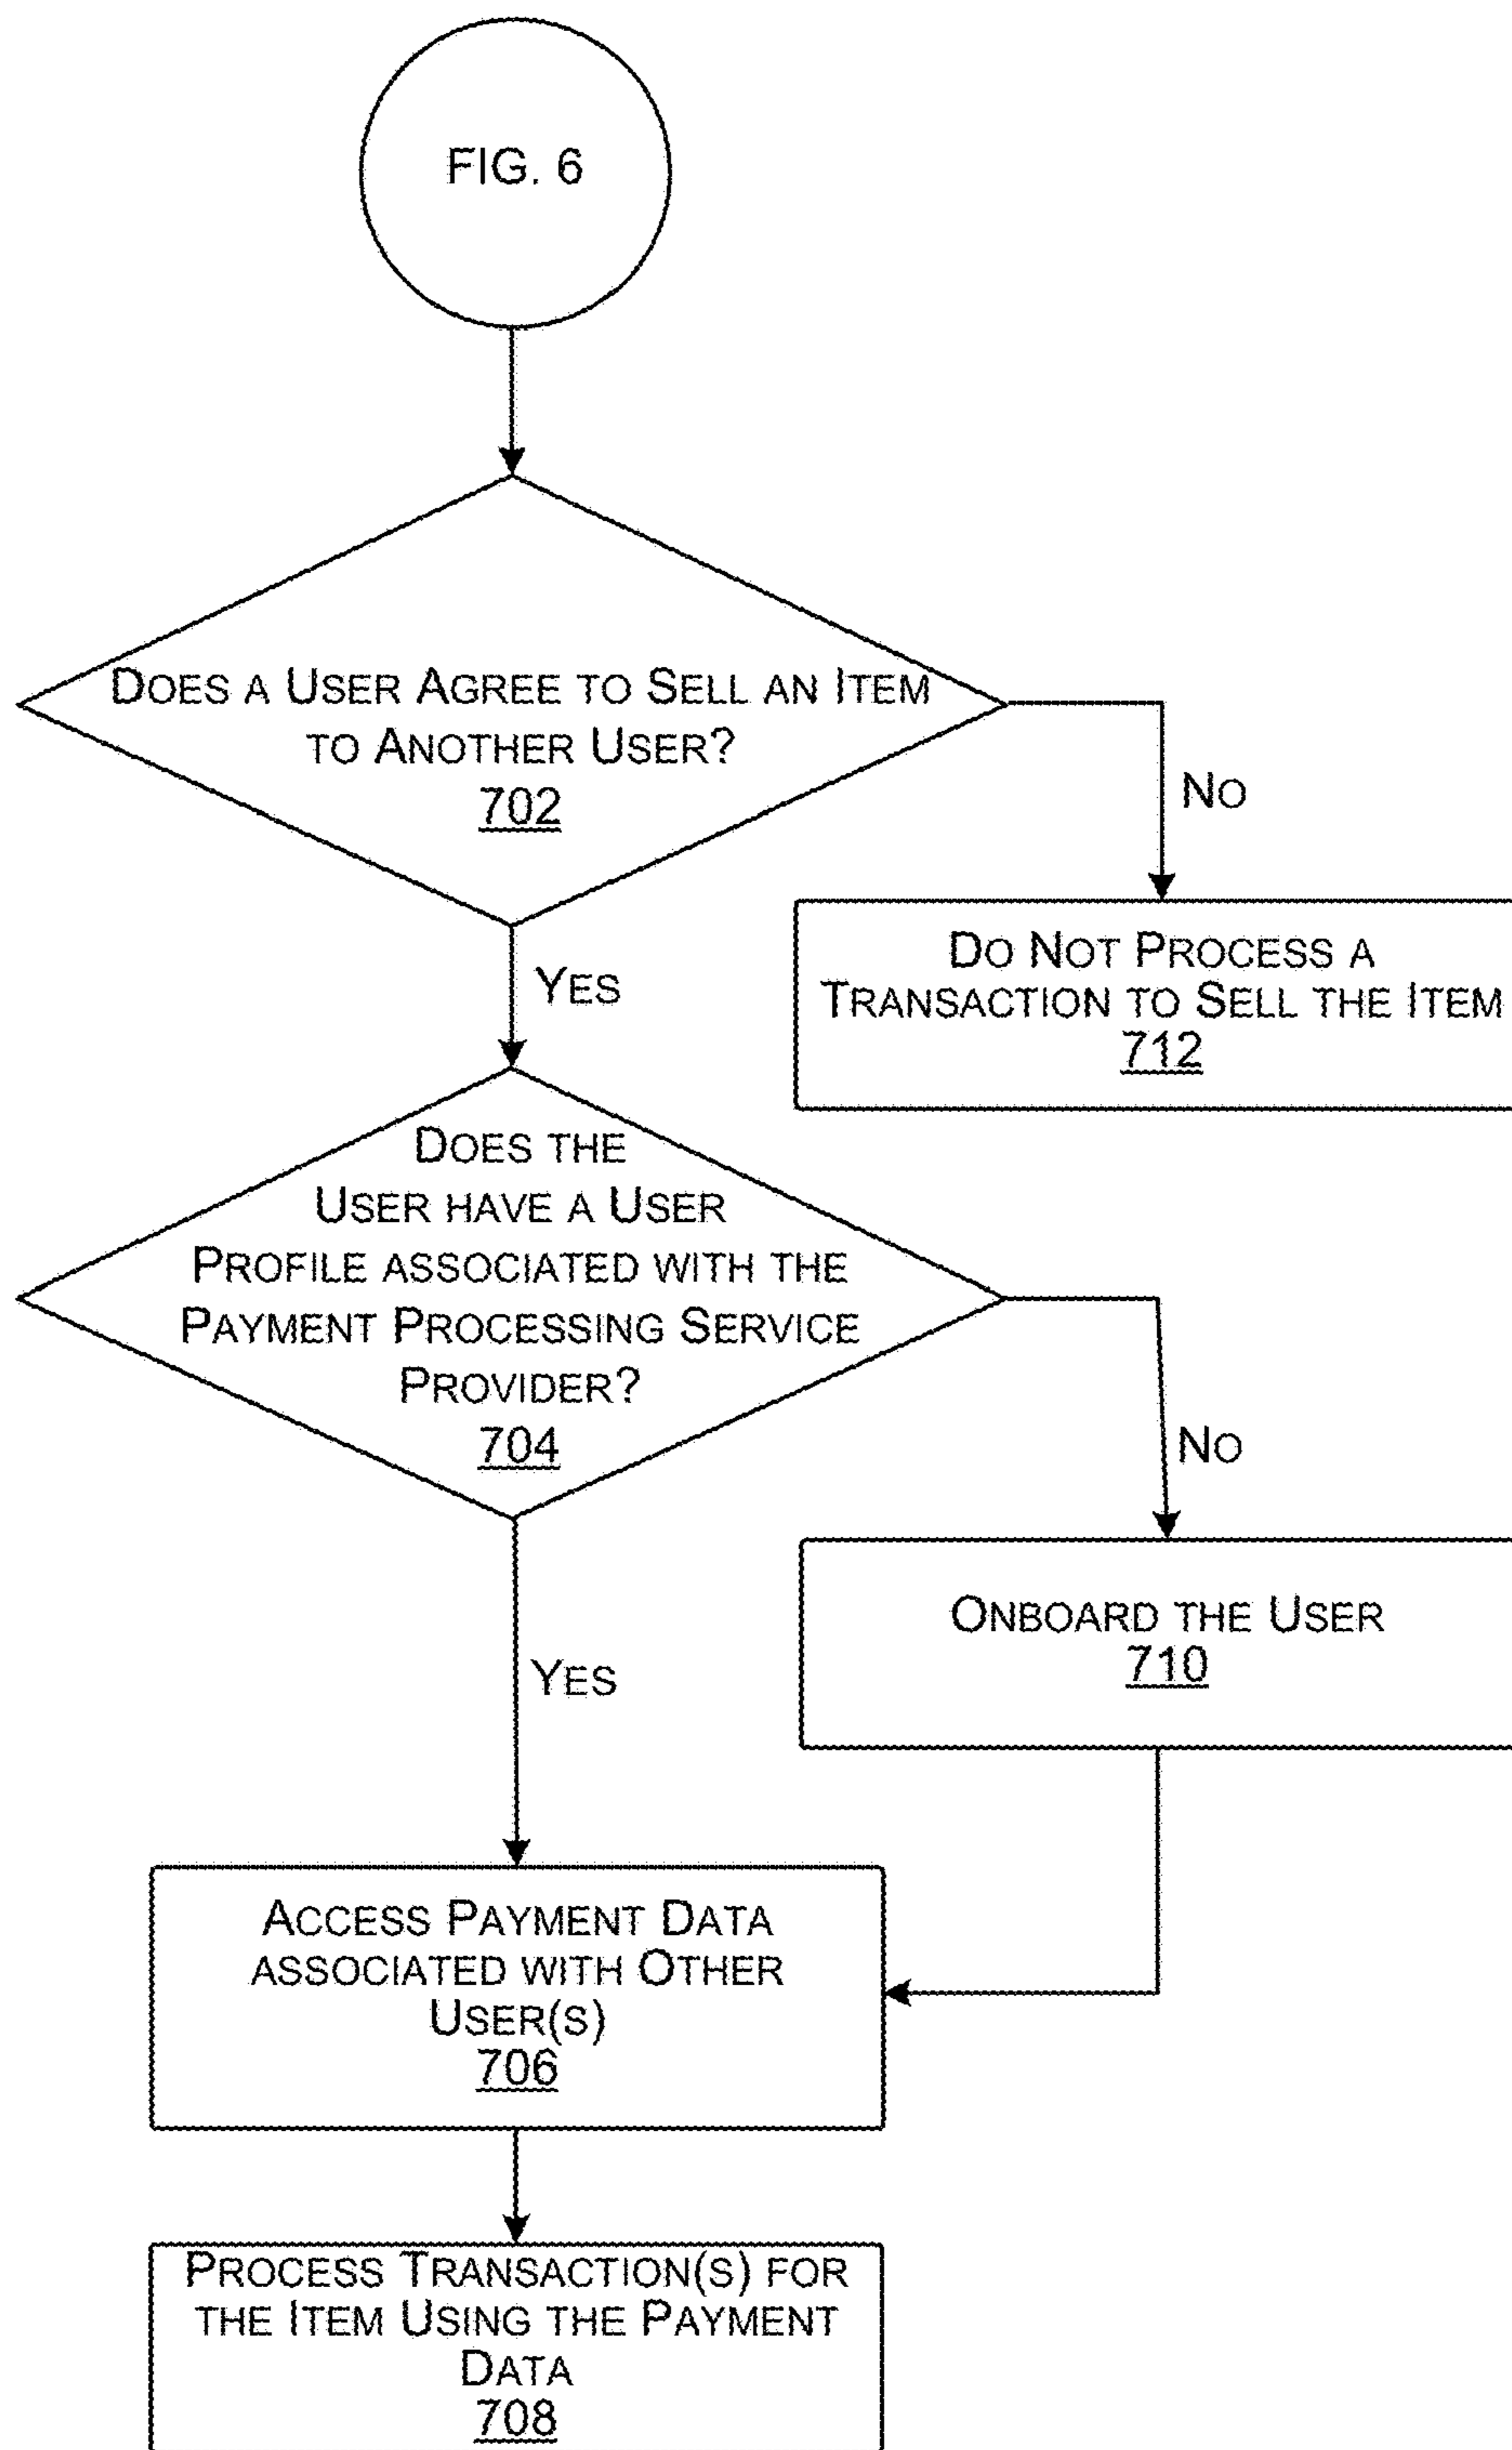 FIG. 6
DOES A USER AGREE TO SELL AN ITEM
TO ANOTHER USER?
702
NO
DO NOT PROCESS A
TRANSACTION TO SELL THE ITEM
712
YES
DOES THE
USER HAVE A USER
PROFILE ASSOCIATED WITH THE
PAYMENT PROCESSING SERVICE
PROVIDER?
704
NO
ONBOARD THE USER
710
YES
ACCESS PAYMENT DATA
ASSOCIATED WITH OTHER
USER(S)
706
PROCESS TRANSACTION(S) FOR
THE ITEM USING THE PAYMENT
DATA
708